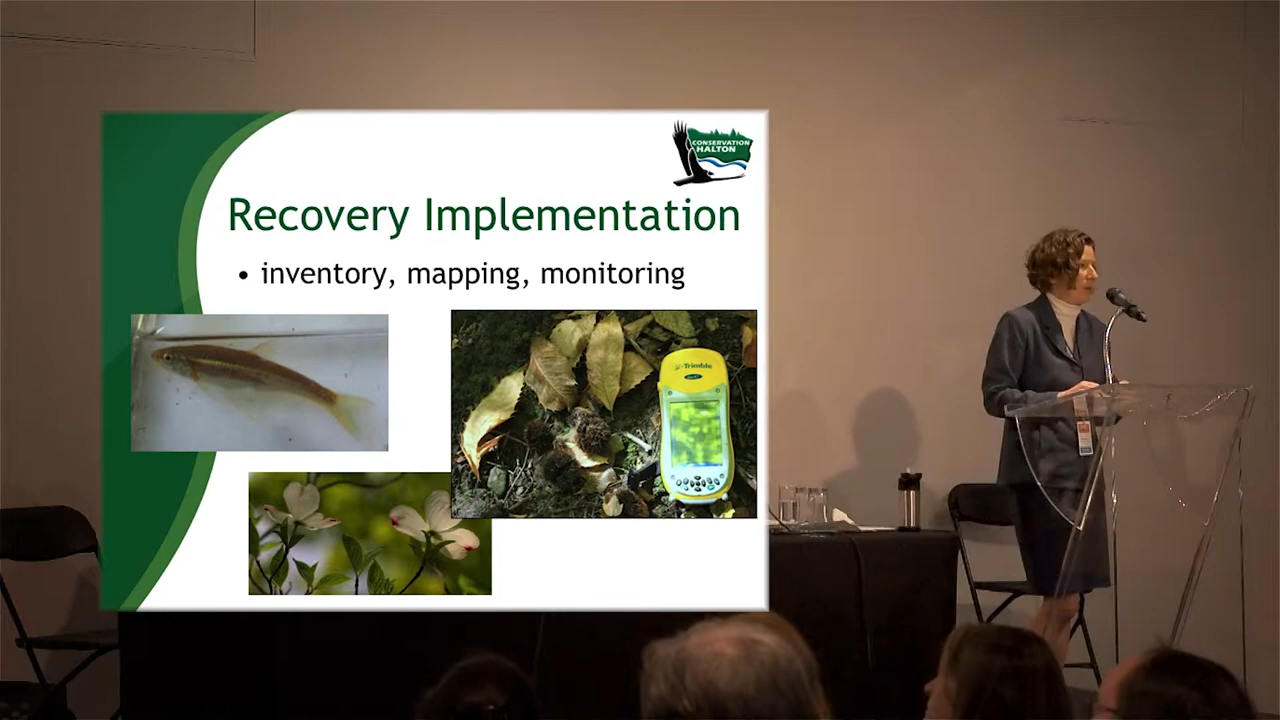 CONSERVATION
HALTON
Recovery Implementation
• inventory, mapping, monitoring
Trimble